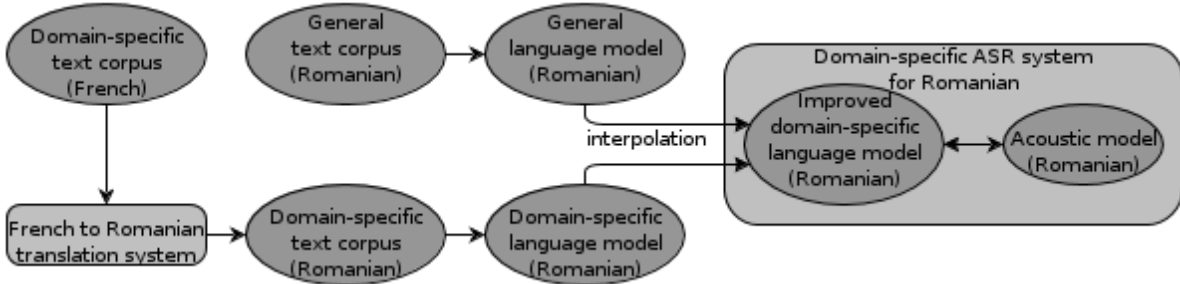 Domain-specific
text corpus
(French)
General
text corpus
(Romanian)
General
language model
(Romanian)
Domain-specific ASR system
for Romanian
Improved
domain-specific
language model
(Romanian)
Acoustic model
(Romanian)
interpolation
French to Romanian
translation system
Domain-specific
text corpus
(Romanian)
Domain-specific
language model
(Romanian)